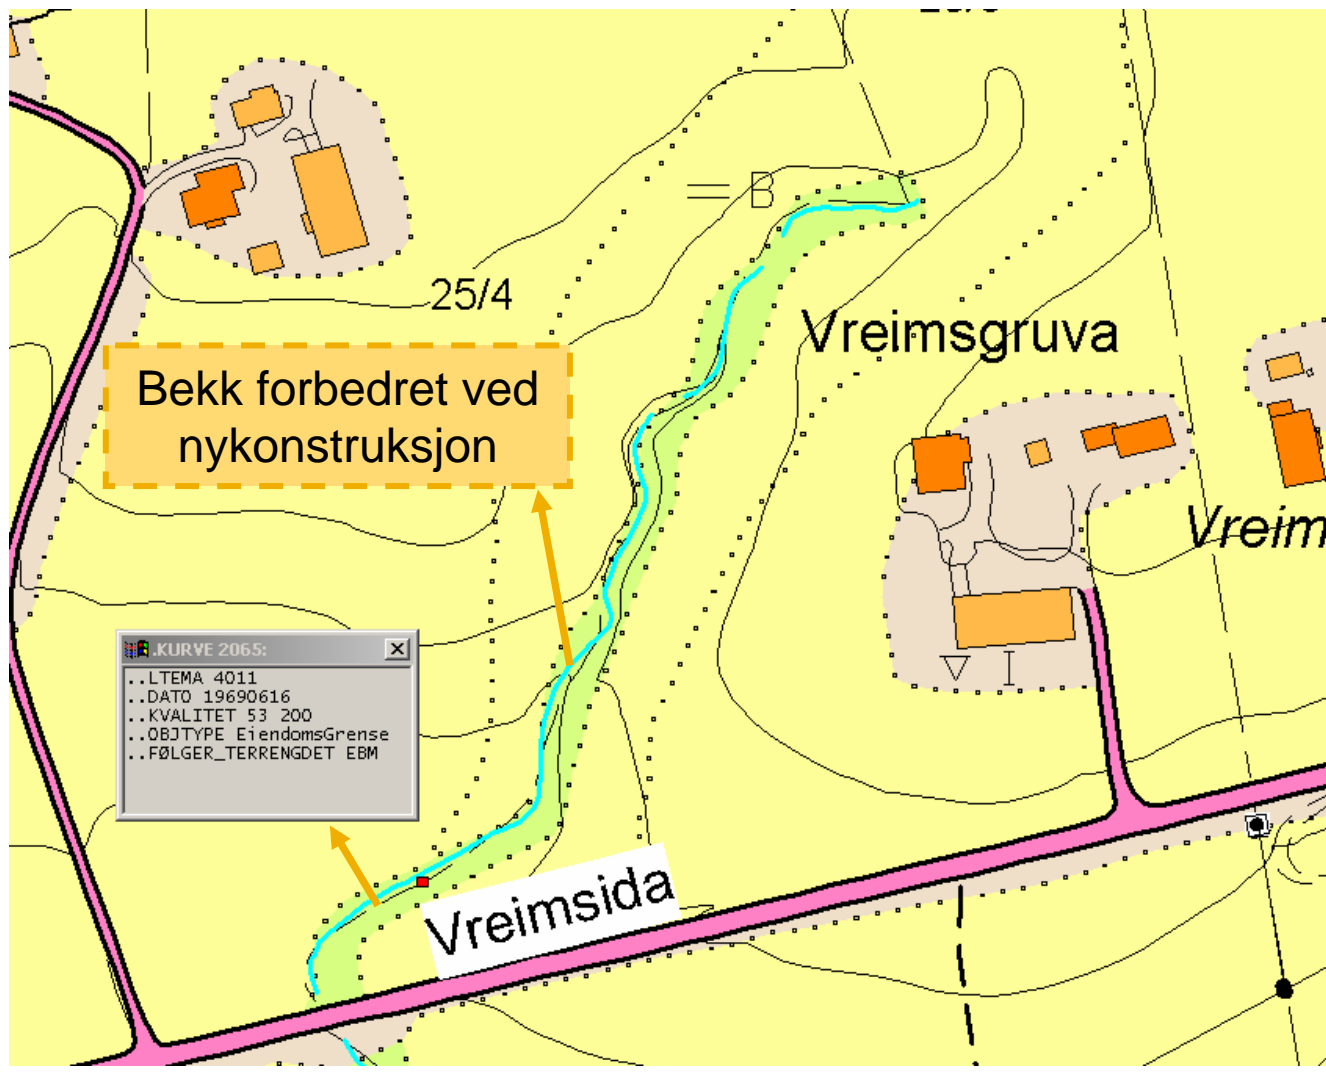 = B
25/4
Vreimsgruva
Bekk forbedret ved
nykonstruksjon
Vreim
.KURVE 2065:
..LTEMA 4011
..DATO 19690616
..KVALITET 53 200
..OBJTYPE EiendomsGrense
..FØLGER_TERRENGDET EBM
I
Vreimsida